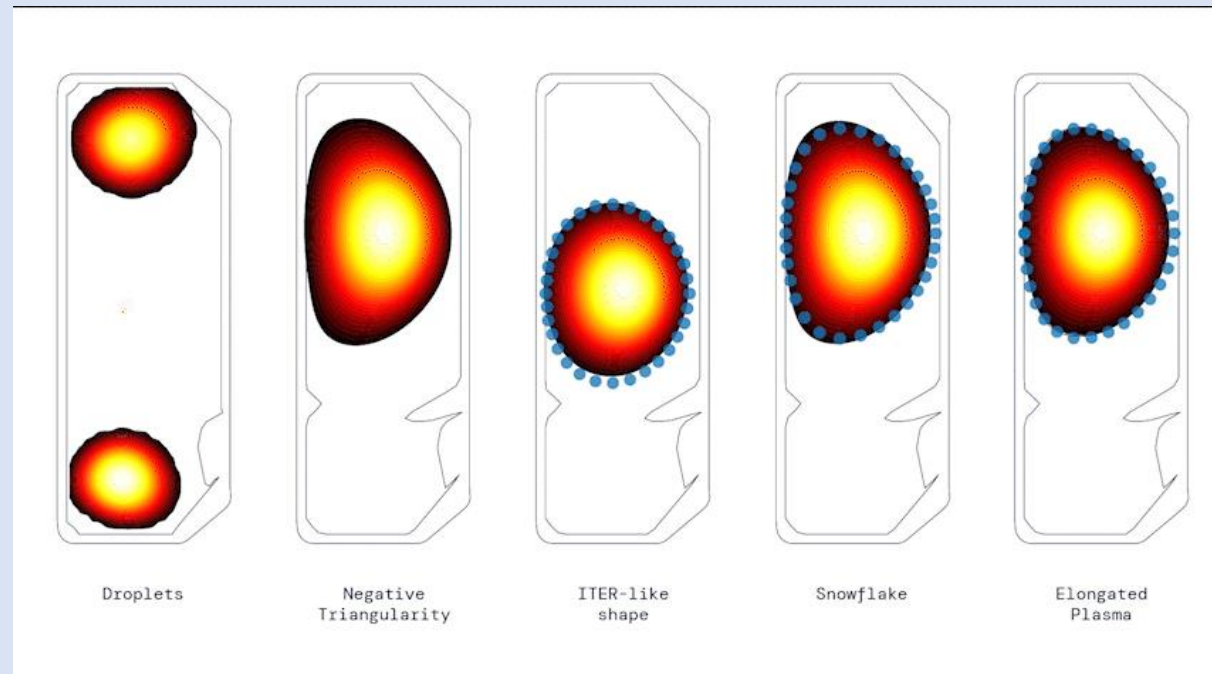 Droplets
Negative
Triangularity
ITER-like
shape
Snowflake
Elongated
Plasma